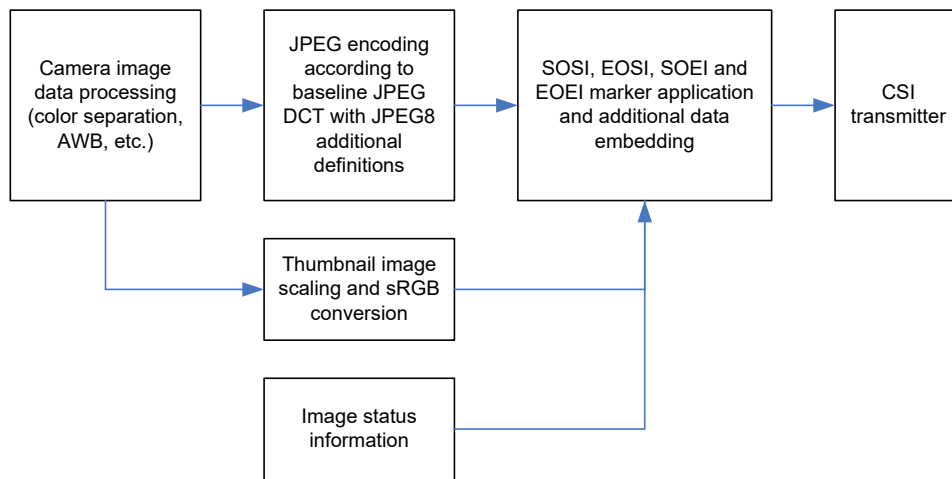 Camera image
data processing
(color separation,
AWB, etc.)
JPEG encoding
according to
baseline JPEG
DCT with JPEG8
additional
definitions
SOSI, EOSI, SOEI and
EOEI marker application
and additional data
embedding
CSI
transmitter
Thumbnail image
scaling and sRGB
conversion
Image status
information